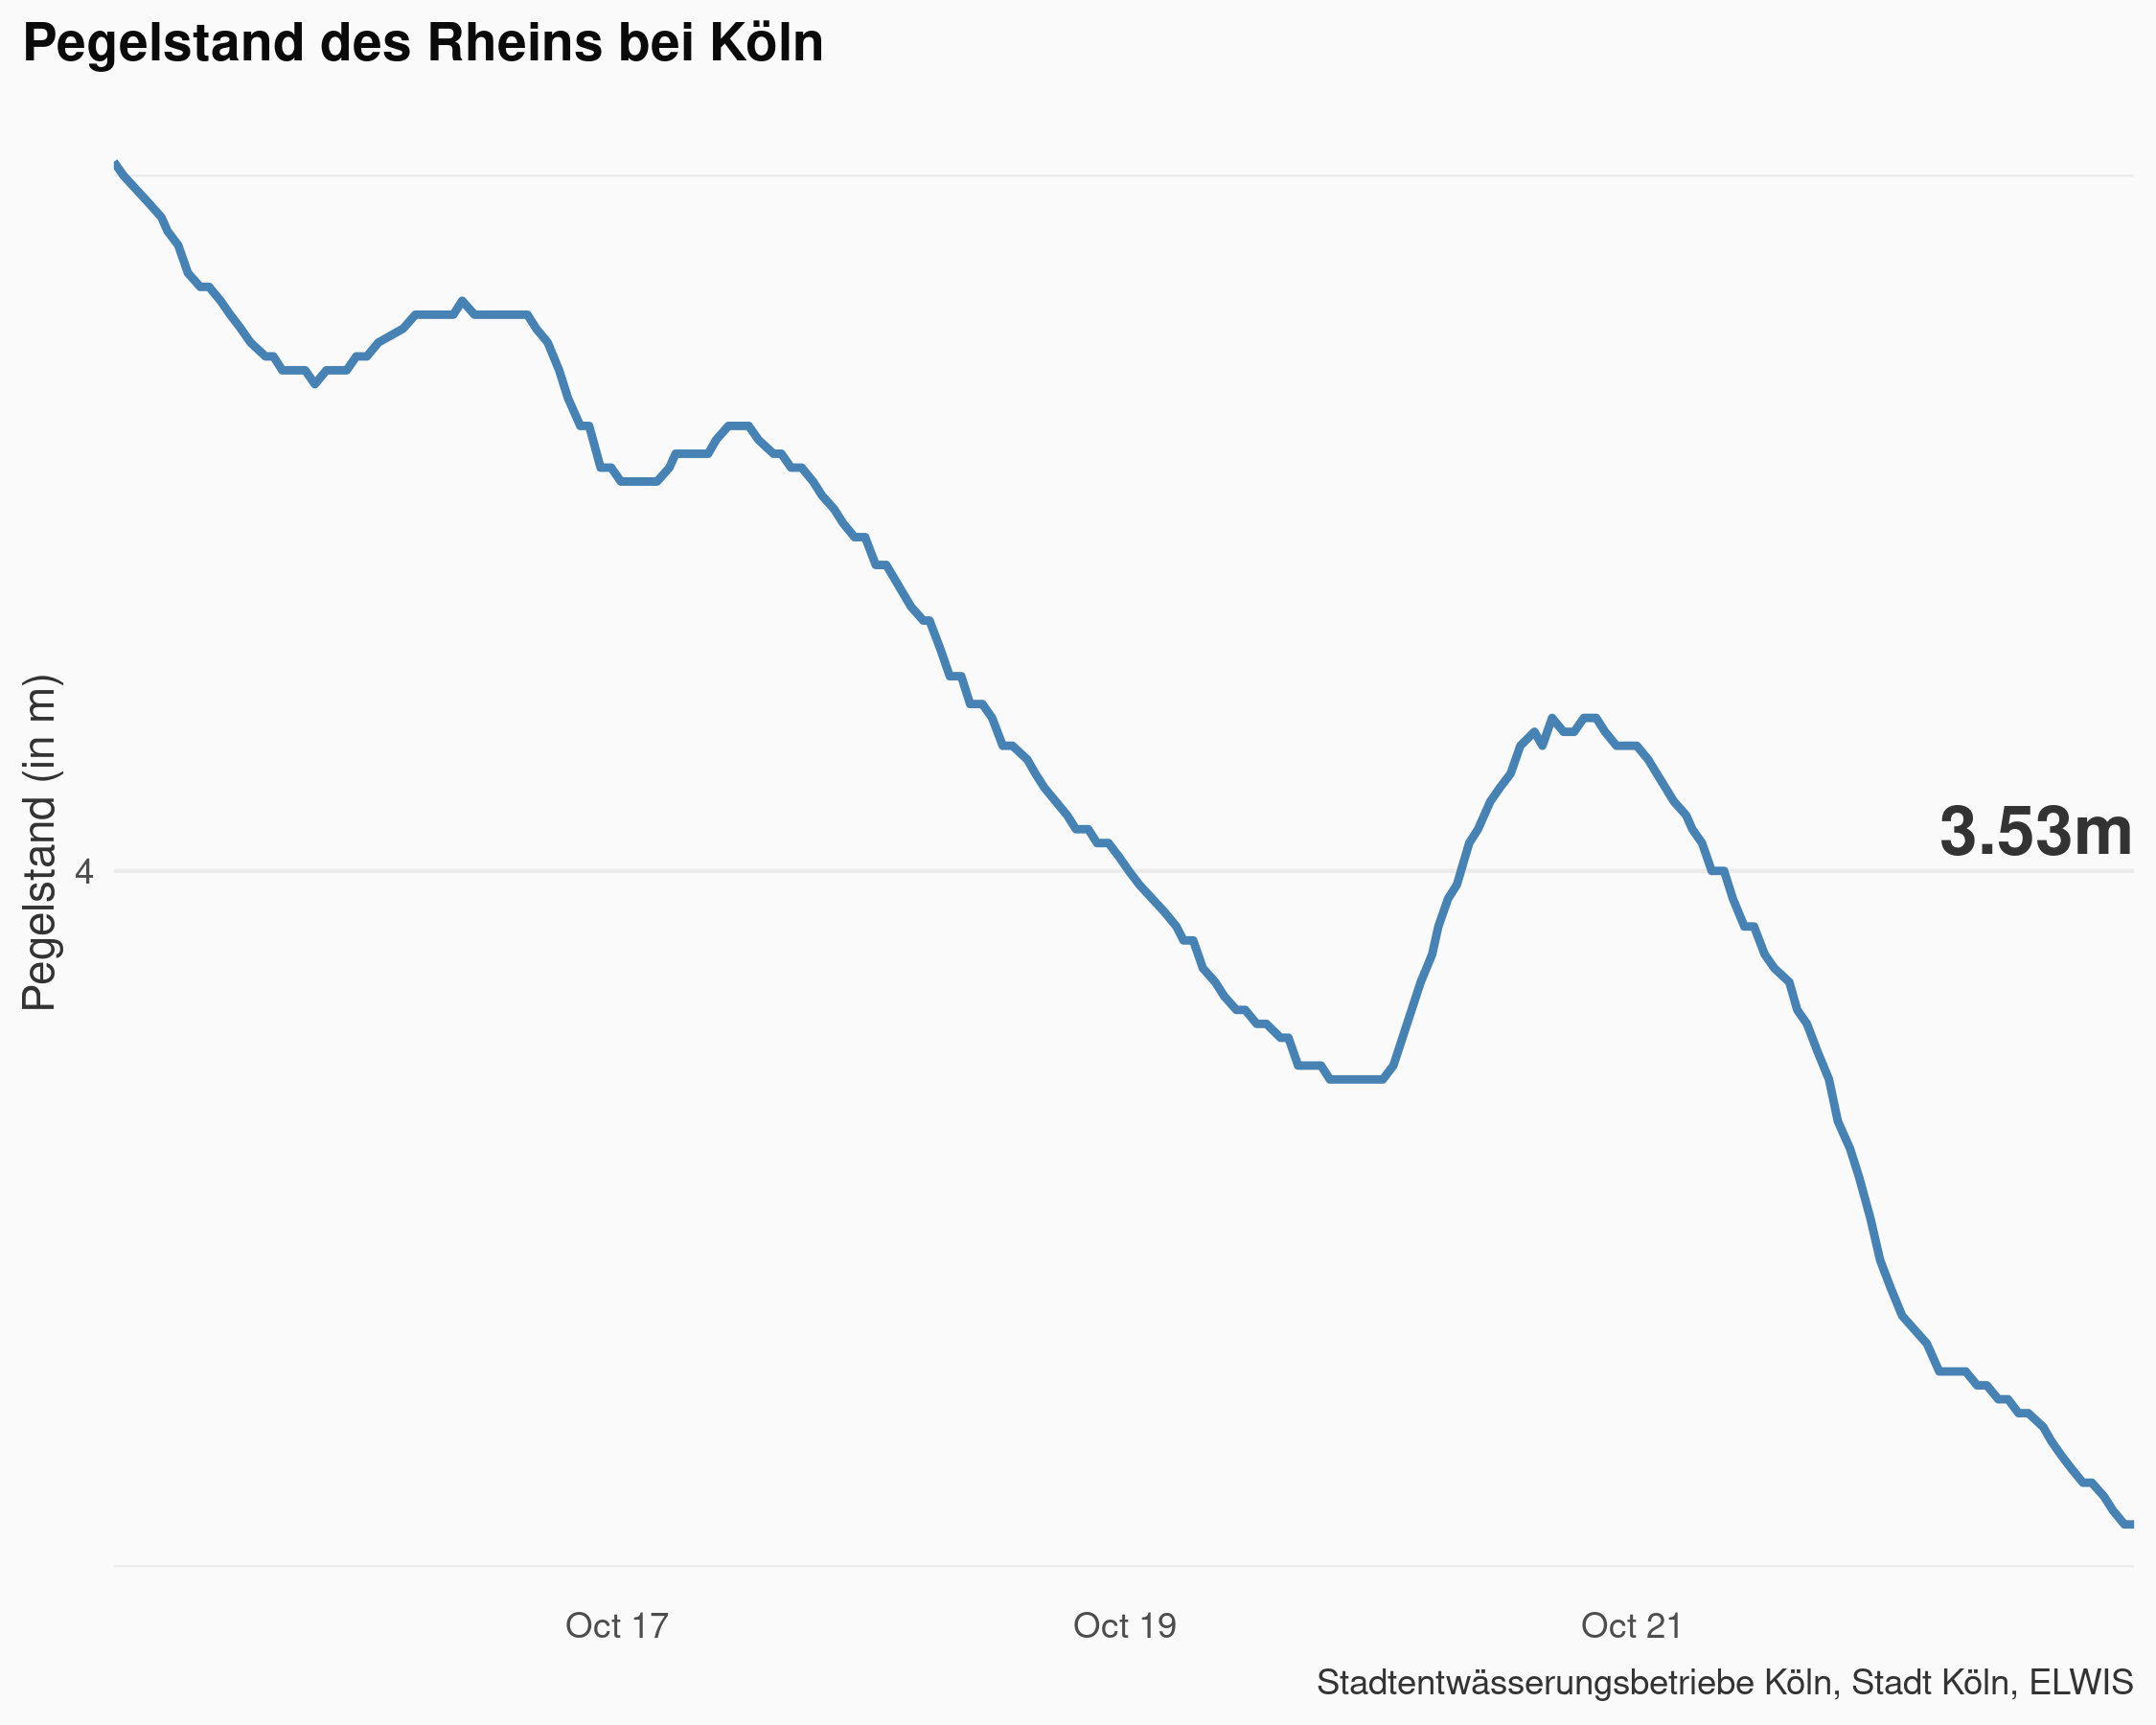 Pegelstand des Rheins bei Köln
Pegelstand (in m)
3.53m
4
Oct 17
Oct 19
Oct 21
Stadtentwässerungsbetriebe Köln, Stadt Köln, ELWIS